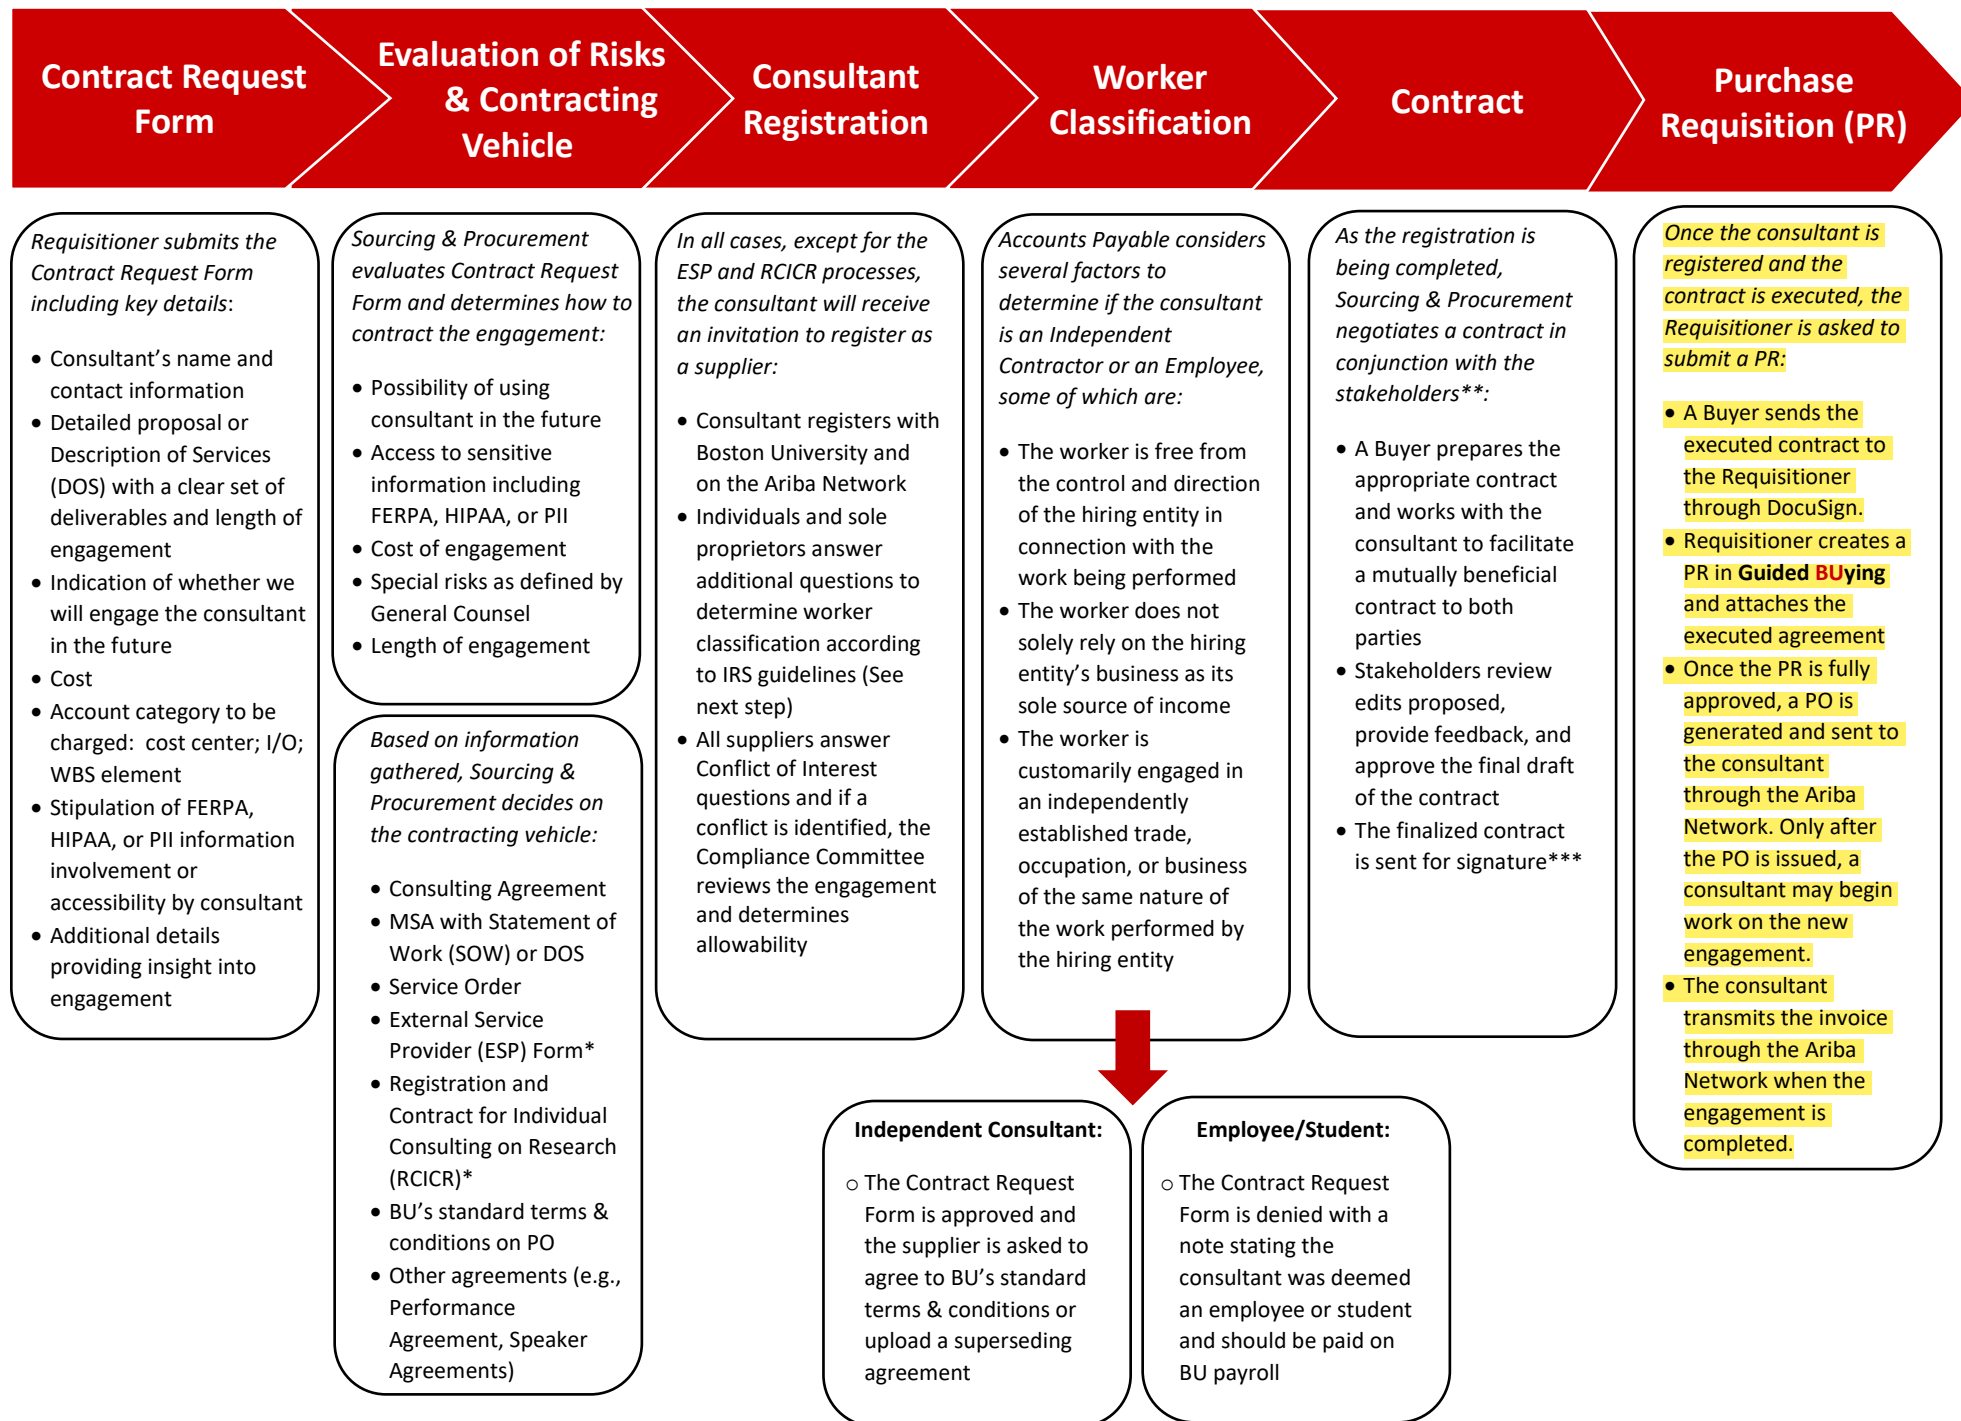 Contract Request
Form
Evaluation of Risks
& Contracting
Vehicle
Consultant
Registration
Worker
Classification
Contract
Purchase
Requisition (PR)
Requisitioner submits the
Contract Request Form
including key details:
• Consultant’s name and
contact information
• Detailed proposal or
Description of Services
(DOS) with a clear set of
deliverables and length of
engagement
• Indication of whether we
will engage the consultant
in the future
• Cost
• Account category to be
charged: cost center; I/O;
WBS element
• Stipulation of FERPA,
HIPAA, or PII information
involvement or
accessibility by consultant
• Additional details
providing insight into
engagement
Sourcing & Procurement
evaluates Contract Request
Form and determines how to
contract the engagement:
• Possibility of using
consultant in the future
• Access to sensitive
information including
FERPA, HIPAA, or PII
• Cost of engagement
• Special risks as defined by
General Counsel
• Length of engagement
Based on information
gathered, Sourcing &
Procurement decides on
the contracting vehicle:
• Consulting Agreement
• MSA with Statement of
Work (SOW) or DOS
• Service Order
• External Service
Provider (ESP) Form*
• Registration and
Contract for Individual
Consulting on Research
(RCICR)*
• BU’s standard terms &
conditions on PO
• Other agreements (e.g.,
Performance
Agreement, Speaker
Agreements)
In all cases, except for the
ESP and RCICR processes,
the consultant will receive
an invitation to register as
a supplier:
• Consultant registers with
Boston University and
on the Ariba Network
• Individuals and sole
proprietors answer
additional questions to
determine worker
classification according
to IRS guidelines (See
next step)
• All suppliers answer
Conflict of Interest
questions and if a
conflict is identified, the
Compliance Committee
reviews the engagement
and determines
allowability
Accounts Payable considers
several factors to
determine if the consultant
is an Independent
Contractor or an Employee,
some of which are:
• The worker is free from
the control and direction
of the hiring entity in
connection with the
work being performed
• The worker does not
solely rely on the hiring
entity’s business as its
sole source of income
• The worker is
customarily engaged in
an independently
established trade,
occupation, or business
of the same nature of
the work performed by
the hiring entity
Independent Consultant:
○ The Contract Request
Form is approved and
the supplier is asked to
agree to BU’s standard
terms & conditions or
upload a superseding
agreement
Employee/Student:
○ The Contract Request
Form is denied with a
note stating the
consultant was deemed
an employee or student
and should be paid on
BU payroll
As the registration is
being completed,
Sourcing & Procurement
negotiates a contract in
conjunction with the
stakeholders**:
• A Buyer prepares the
appropriate contract
and works with the
consultant to facilitate
a mutually beneficial
contract to both
parties
• Stakeholders review
edits proposed,
provide feedback, and
approve the final draft
of the contract
• The finalized contract
is sent for signature***
Once the consultant is
registered and the
contract is executed, the
Requisitioner is asked to
submit a PR:
• A Buyer sends the
executed contract to
the Requisitioner
through DocuSign.
• Requisitioner creates a
PR in Guided BUying
and attaches the
executed agreement
• Once the PR is fully
approved, a PO is
generated and sent to
the consultant
through the Ariba
Network. Only after
the PO is issued, a
consultant may begin
work on the new
engagement.
• The consultant
transmits the invoice
through the Ariba
Network when the
engagement is
completed.